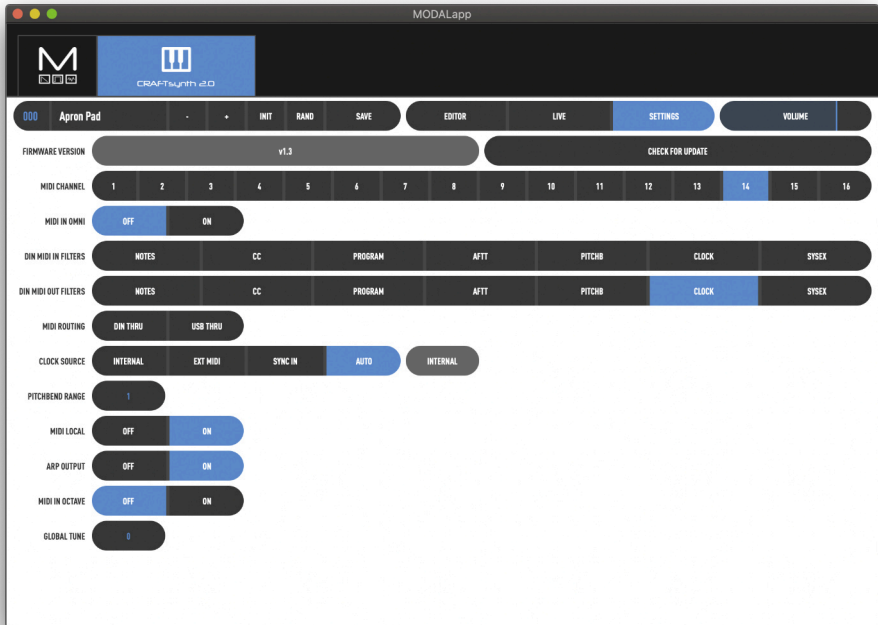 MODALapp
M
CRAFTsynth 2.0
000 Apron Pad - + INIT RAND SAVE EDITOR LIVE SETTINGS VOLUME
FIRMWARE VERSION v1.3 CHECK FOR UPDATE
MIDI CHANNEL 1 2 3 4 5 6 7 8 9 10 11 12 13 14 15 16
MIDI IN OMNI OFF ON
DIN MIDI IN FILTERS NOTES CC PROGRAM AFTT PITCHB CLOCK SYSEX
DIN MIDI OUT FILTERS NOTES CC PROGRAM AFTT PITCHB CLOCK SYSEX
MIDI ROUTING DIN THRU USB THRU
CLOCK SOURCE INTERNAL EXT MIDI SYNC IN AUTO INTERNAL
PITCHBEND RANGE 1
MIDI LOCAL OFF ON
ARP OUTPUT OFF ON
MIDI IN OCTAVE OFF ON
GLOBAL TUNE 0